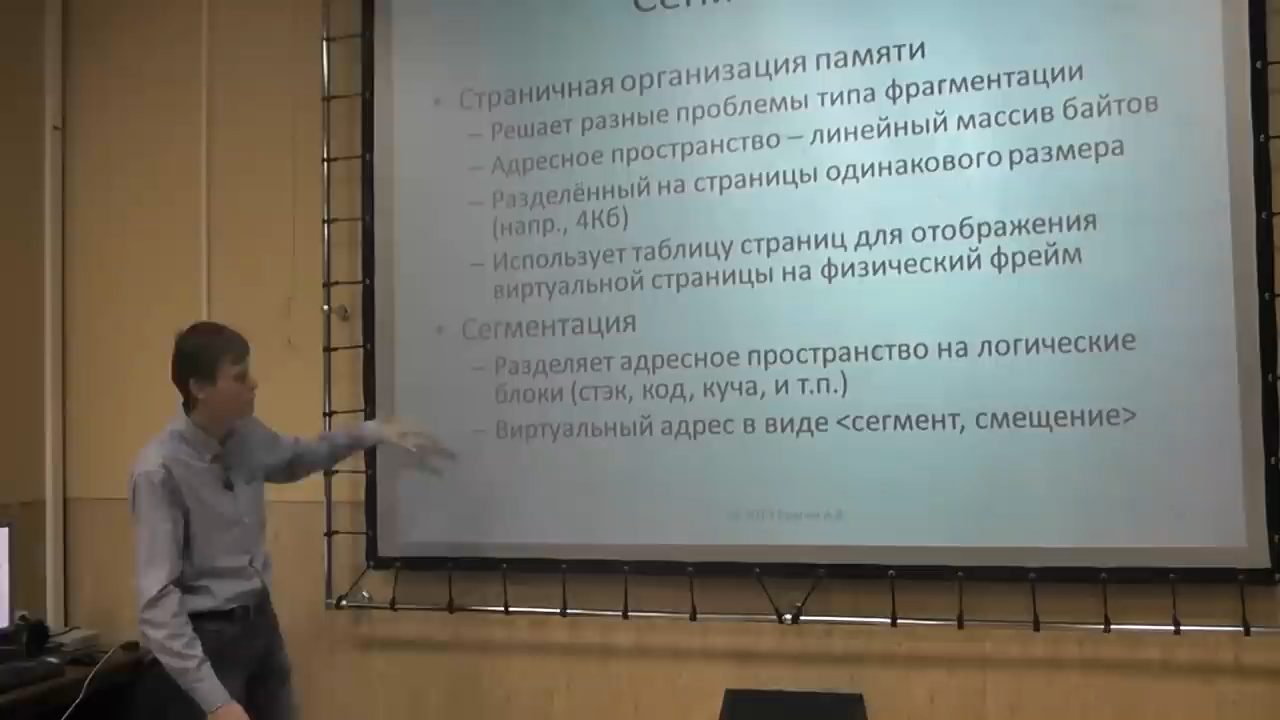 • Страничная организация памяти
– Решает разные проблемы типа фрагментации
– Адресное пространство – линейный массив байтов
– Разделённый на страницы одинакового размера
(напр., 4Кб)
– Использует таблицу страниц для отображения
виртуальной страницы на физический фрейм
• Сегментация
– Разделяет адресное пространство на логические
блоки (стэк, код, куча, и т.п.)
– Виртуальный адрес в виде <сегмент, смещение>